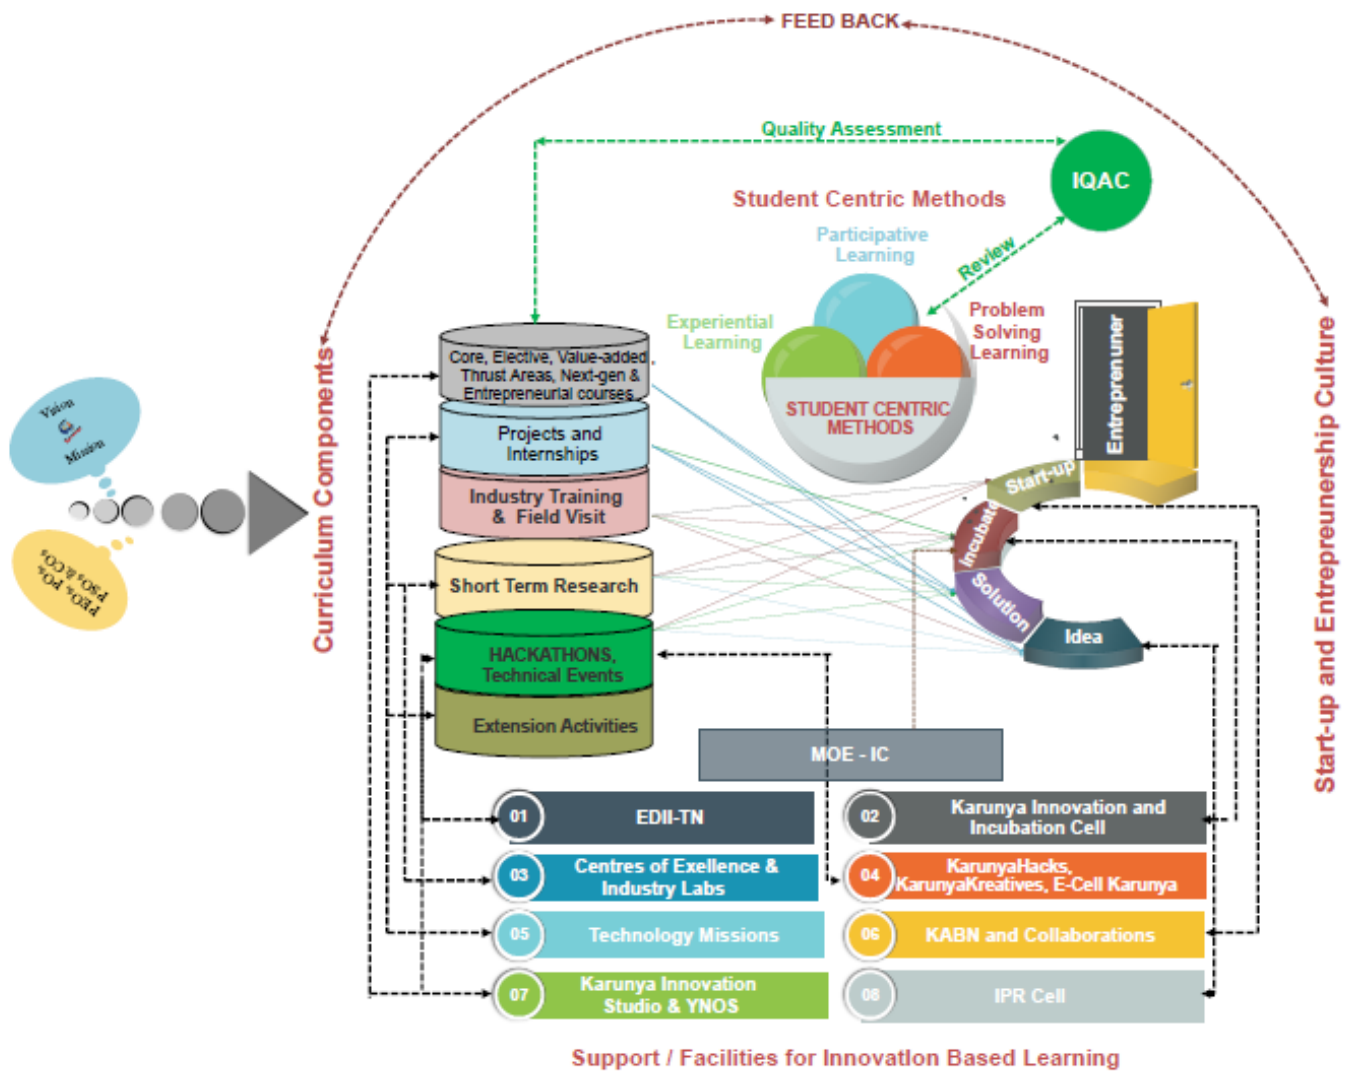 FEED BACK
Quality Assessment
IQAC
Student Centric Methods
Participative
Learning
Review
Experiential
Learning
Problem
Solving
Learning
STUDENT CENTRIC
METHODS
Entreprenuner
Start-up
Incubate
Solution
Idea
Vision
Mission
PEOs, POs,
PSOs & COs
Curriculum Components
Core, Elective, Value-added
Thrust Areas, Next-gen &
Entrepreneurial courses
Projects and
Internships
Industry Training
& Field Visit
Short Term Research
HACKATHONS,
Technical Events
Extension Activities
Start-up and Entrepreunership Culture
MOE - IC
01
EDII-TN
02
Karunya Innovation and
Incubation Cell
03
Centres of Exellence &
Industry Labs
04
KarunyaHacks,
KarunyaKreatives, E-Cell Karunya
05
Technology Missions
06
KABN and Collaborations
07
Karunya Innovation
Studio & YNOS
08
IPR Cell
Support / Facilities for InnovatIon Based Learning